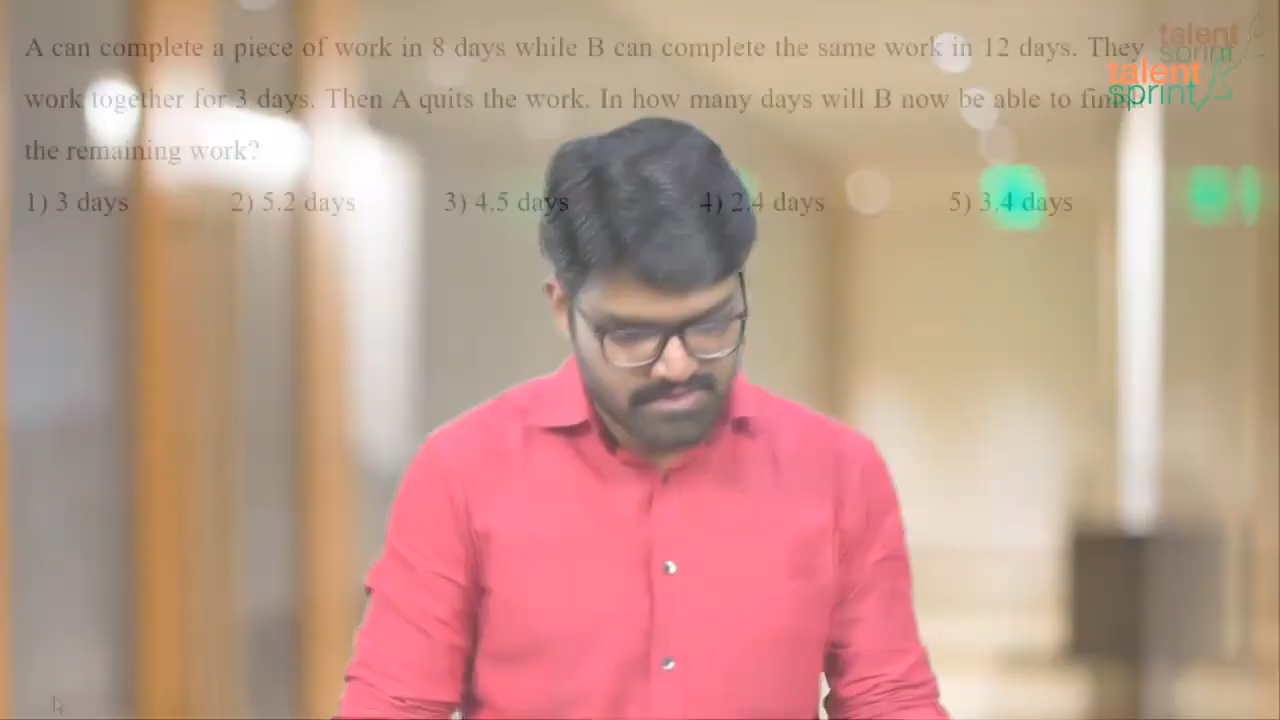 A can complete a piece of work in 8 days while B can complete the same work in 12 days. They
work together for 3 days. Then A quits the work. In how many days will B now be able to finish
the remaining work?
1) 3 days 2) 5.2 days 3) 4.5 days 4) 2.4 days 5) 3.4 days
talent
sprint
talent
sprint